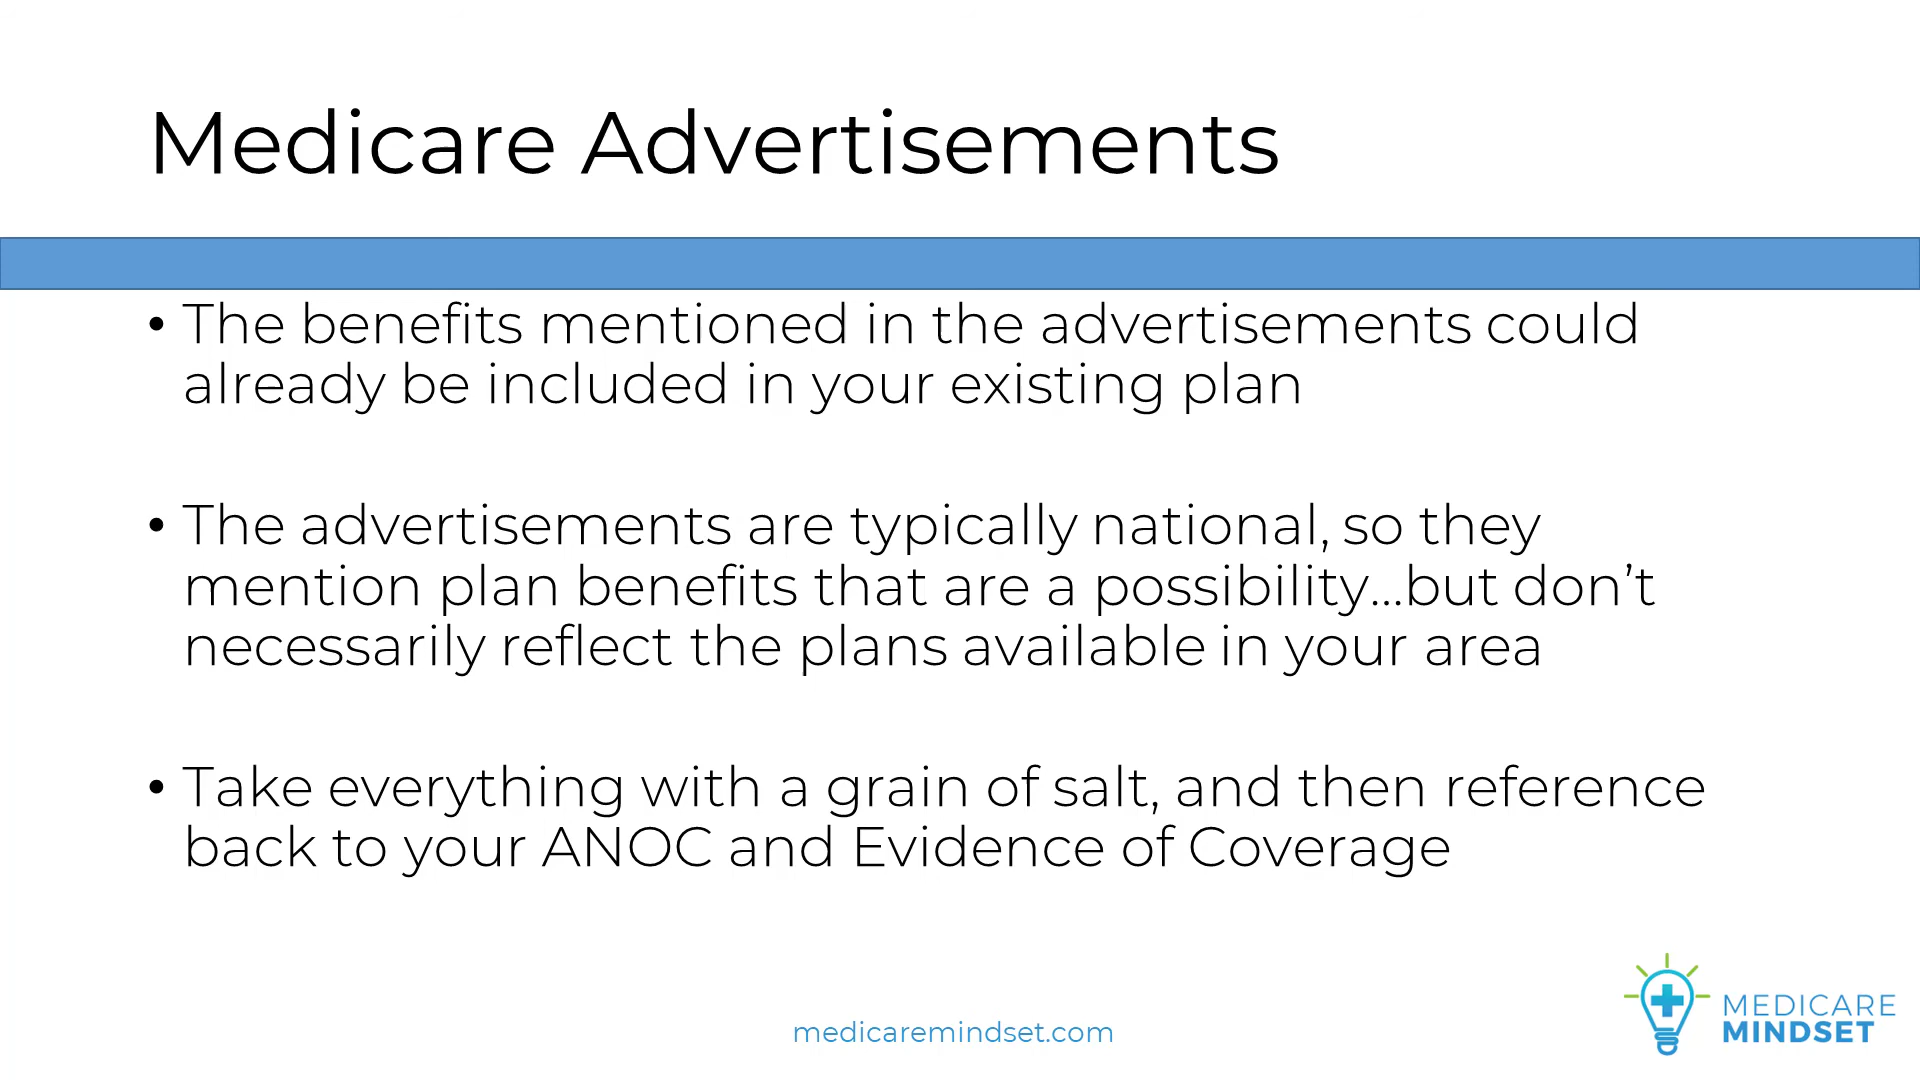 Medicare Advertisements
• The benefits mentioned in the advertisements could
already be included in your existing plan
• The advertisements are typically national, so they
mention plan benefits that are a possibility...but don’t
necessarily reflect the plans available in your area
• Take everything with a grain of salt, and then reference
back to your ANOC and Evidence of Coverage
medicaremindset.com
MEDICARE
MINDSET